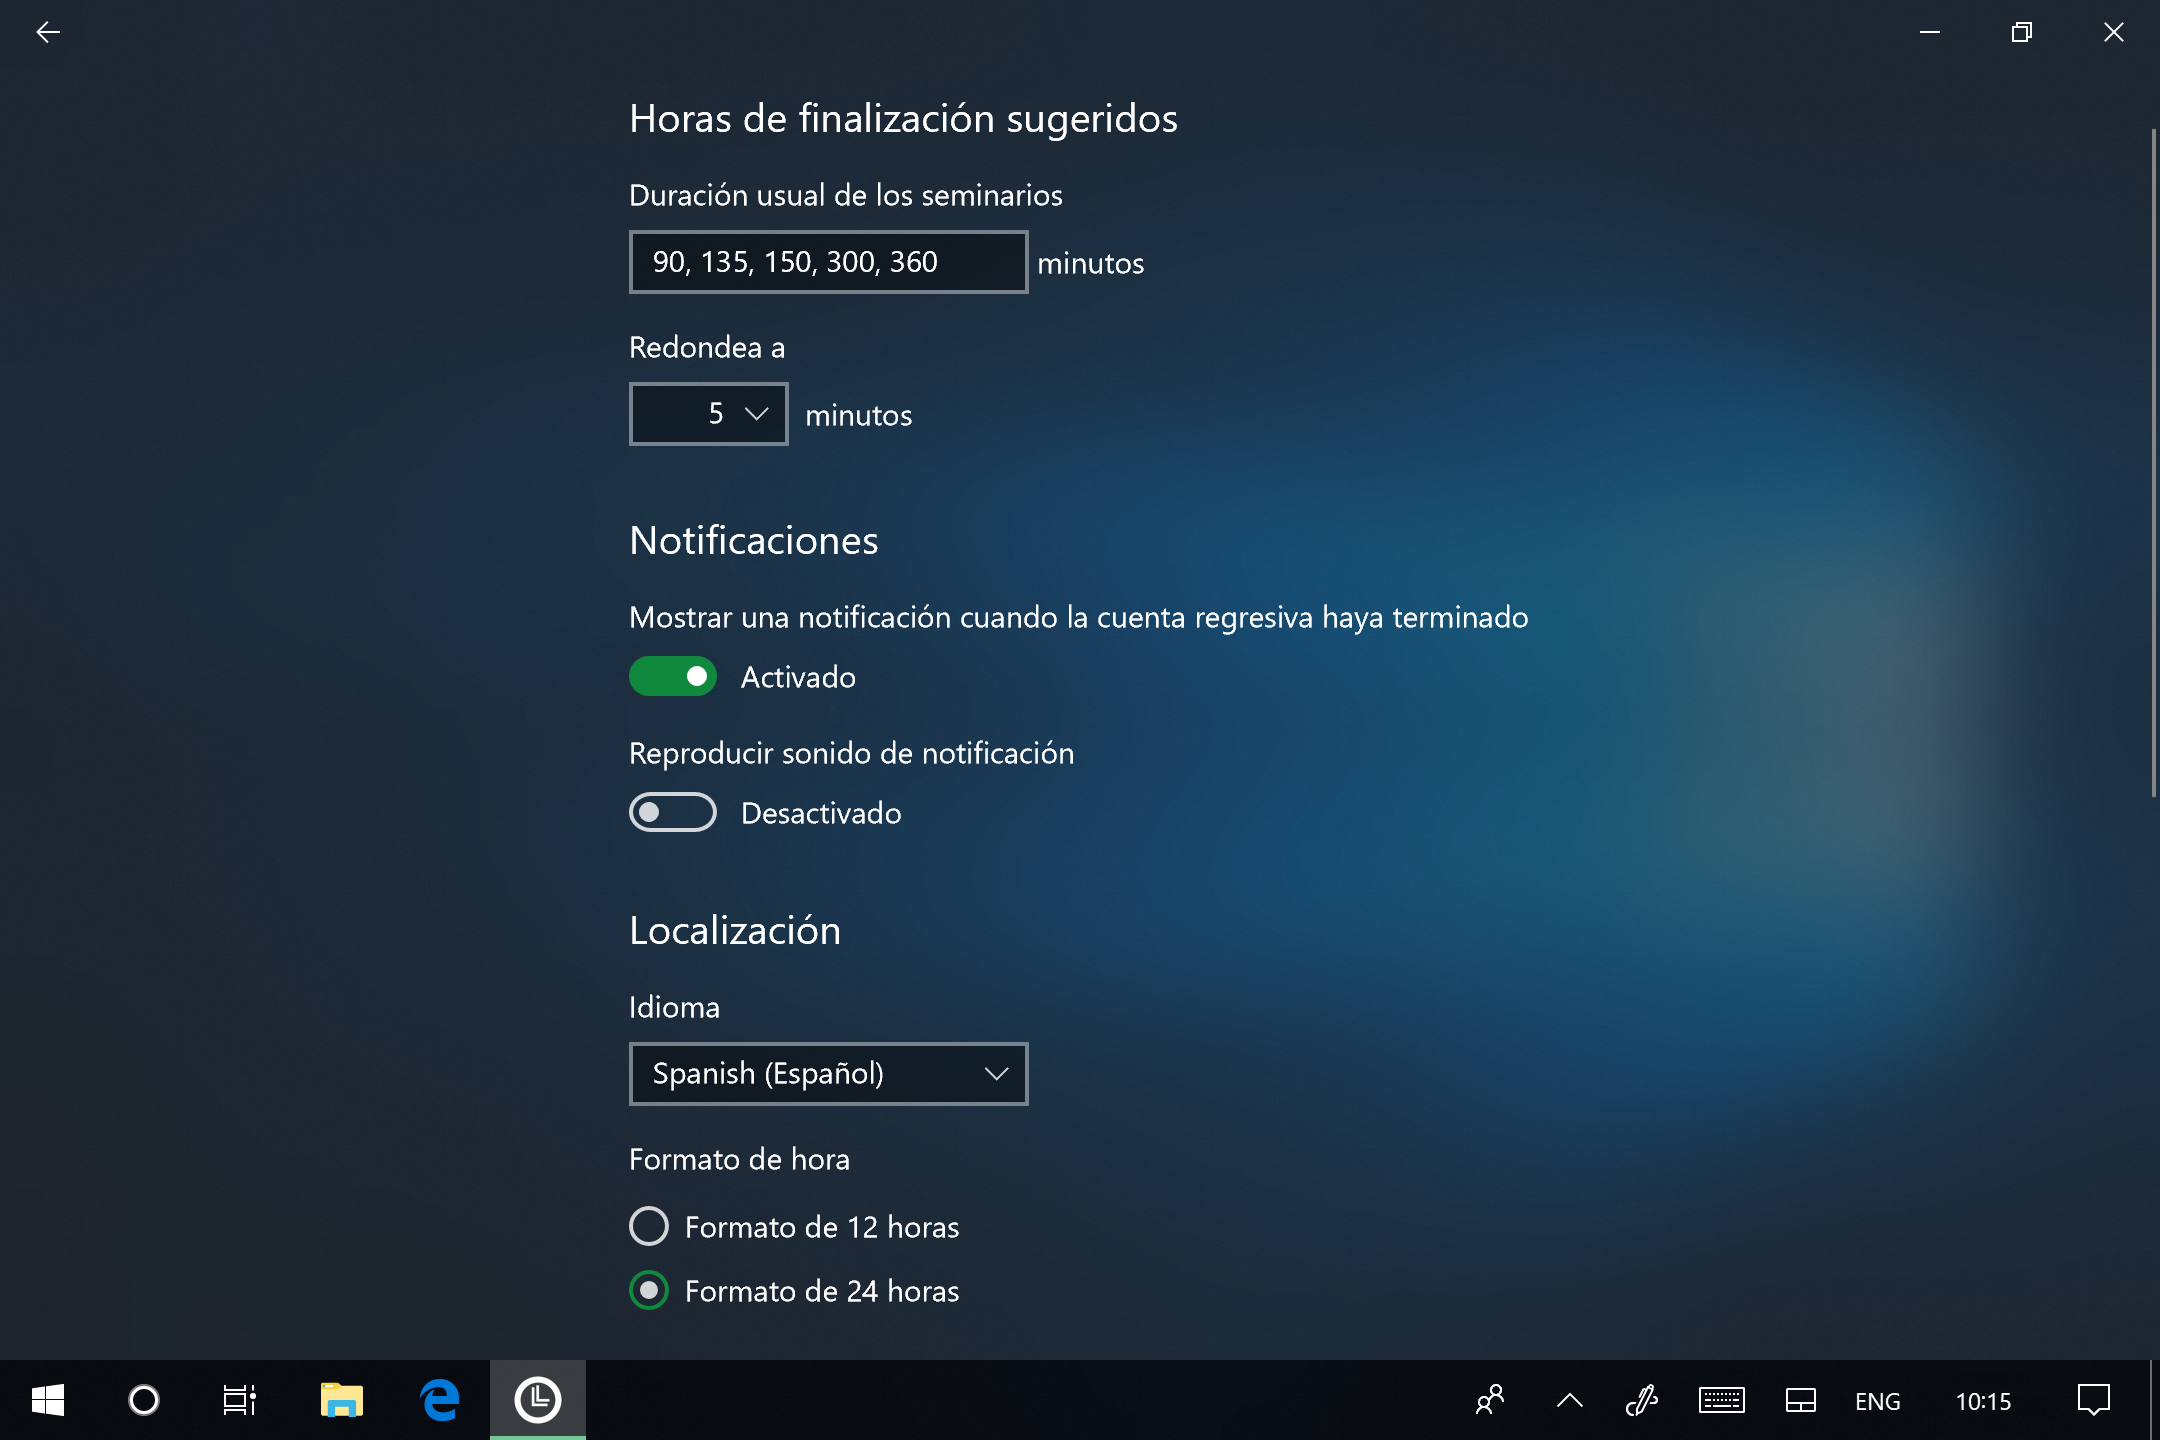 Horas de finalización sugeridos
Duración usual de los seminarios
90, 135, 150, 300, 360 minutos
Redondea a
5 minutos
Notificaciones
Mostrar una notificación cuando la cuenta regresiva haya terminado
Activado
Reproducir sonido de notificación
Desactivado
Localización
Idioma
Spanish (Español)
Formato de hora
Formato de 12 horas
Formato de 24 horas
ENG 10:15